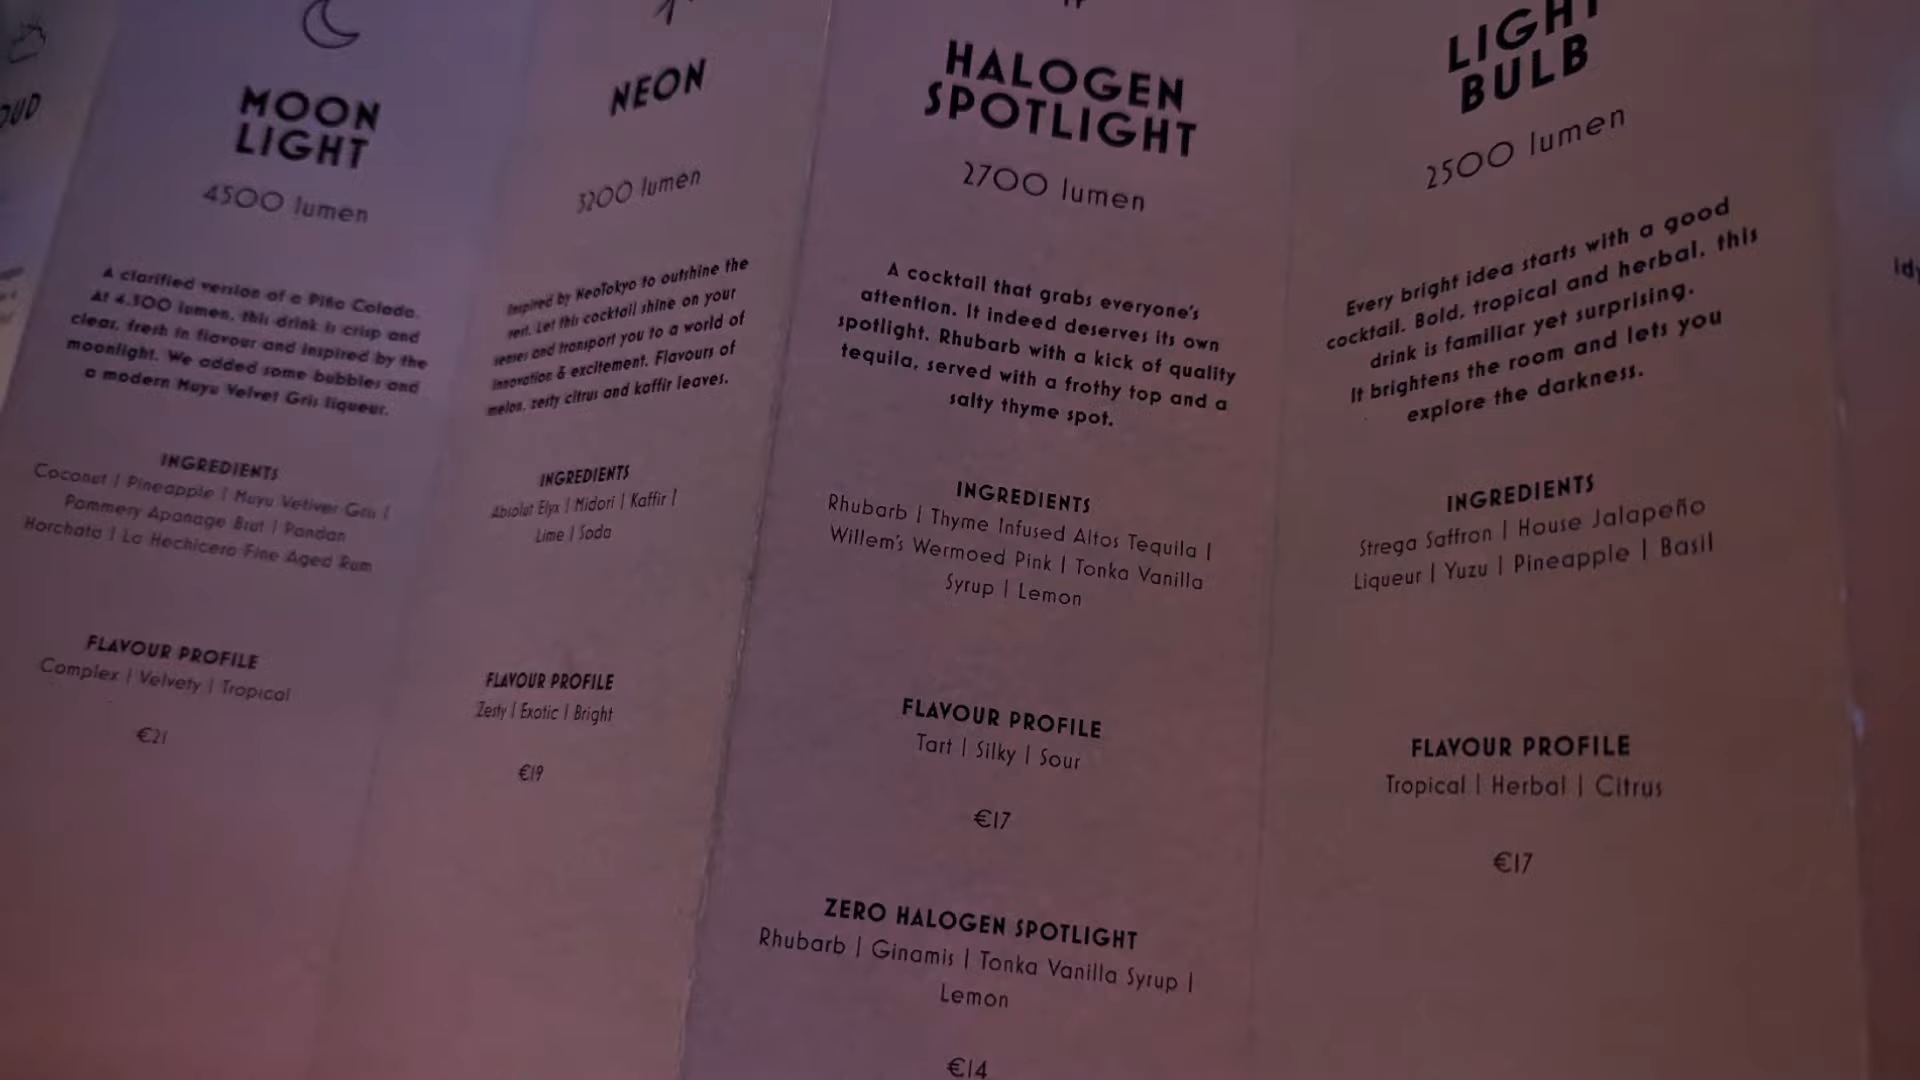 OUD
MOON
LIGHT
4500 lumen
A clarified version of a Piña Colada.
At 4.500 lumen, this drink is crisp and
clear, fresh in flavour and inspired by the
moonlight. We added some bubbles and
a modern Muyu Velvet Gris liqueur.
INGREDIENTS
Coconut | Pineapple | Muyu Vetiver Gris |
Pommery Apanage Brut | Pandan
Horchata | La Hechicera Fine Aged Rum
FLAVOUR PROFILE
Complex | Velvety | Tropical
€21
NEON
3200 lumen
Inspired by NeoTokyo to outshine the
rest. Let this cocktail shine on your
senses and transport you to a world of
innovation & excitement. Flavours of
melon, zesty citrus and kaffir leaves.
INGREDIENTS
Absolut Elyx | Midori | Kaffir |
Lime | Soda
FLAVOUR PROFILE
Zesty | Exotic | Bright
€19
HALOGEN
SPOTLIGHT
2700 lumen
A cocktail that grabs everyone's
attention. It indeed deserves its own
spotlight. Rhubarb with a kick of quality
tequila, served with a frothy top and a
salty thyme spot.
INGREDIENTS
Rhubarb | Thyme Infused Altos Tequila |
Willem's Wermoed Pink | Tonka Vanilla
Syrup | Lemon
FLAVOUR PROFILE
Tart | Silky | Sour
€17
ZERO HALOGEN SPOTLIGHT
Rhubarb | Ginamis | Tonka Vanilla Syrup |
Lemon
€14
LIGHT
BULB
2500 lumen
Every bright idea starts with a good
cocktail. Bold, tropical and herbal, this
drink is familiar yet surprising.
It brightens the room and lets you
explore the darkness.
INGREDIENTS
Strega Saffron | House Jalapeño
Liqueur | Yuzu | Pineapple | Basil
FLAVOUR PROFILE
Tropical | Herbal | Citrus
€17